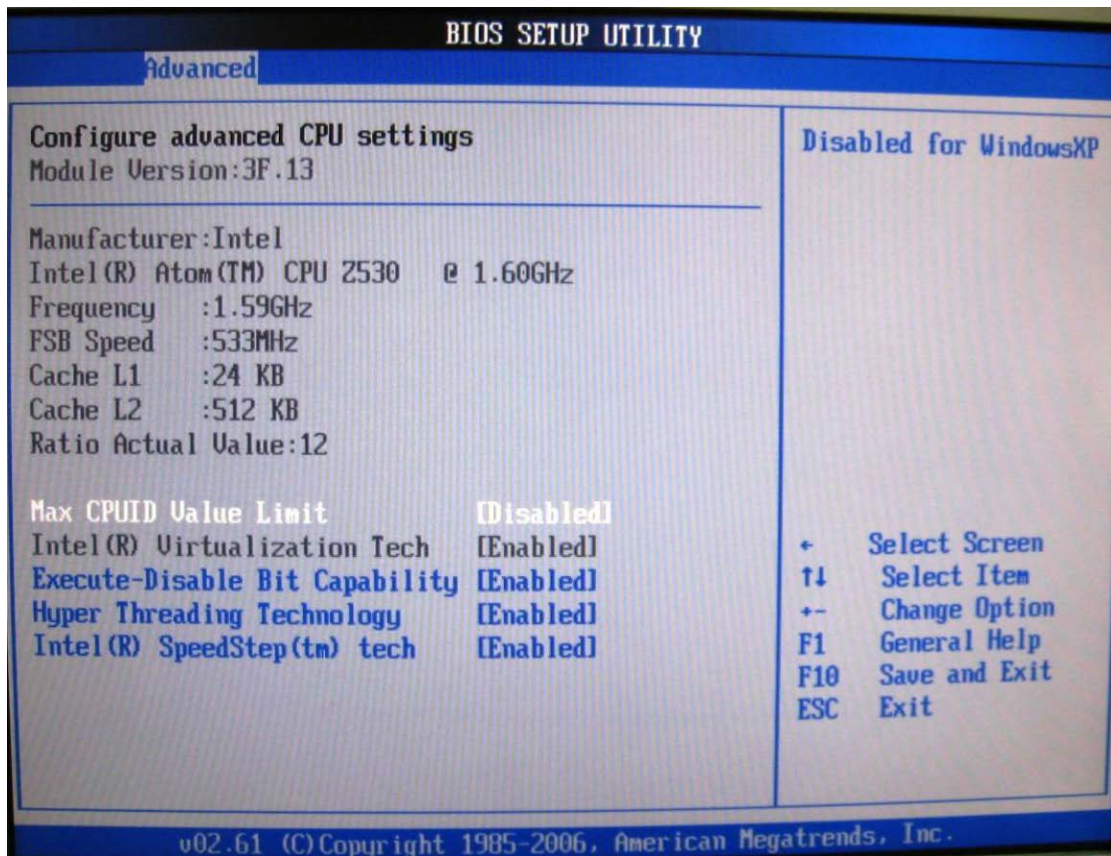 BIOS SETUP UTILITY
Advanced
Configure advanced CPU settings
Module Version:3F.13
Manufacturer:Intel
Intel(R) Atom(TM) CPU Z530 @ 1.60GHz
Frequency :1.59GHz
FSB Speed :533MHz
Cache L1 :24 KB
Cache L2 :512 KB
Ratio Actual Value:12
Max CPUID Value Limit [Disabled]
Intel(R) Virtualization Tech [Enabled]
Execute-Disable Bit Capability [Enabled]
Hyper Threading Technology [Enabled]
Intel(R) SpeedStep(tm) tech [Enabled]
Disabled for WindowsXP
← Select Screen
↑↓ Select Item
+- Change Option
F1 General Help
F10 Save and Exit
ESC Exit
v02.61 (C)Copyright 1985-2006, American Megatrends, Inc.